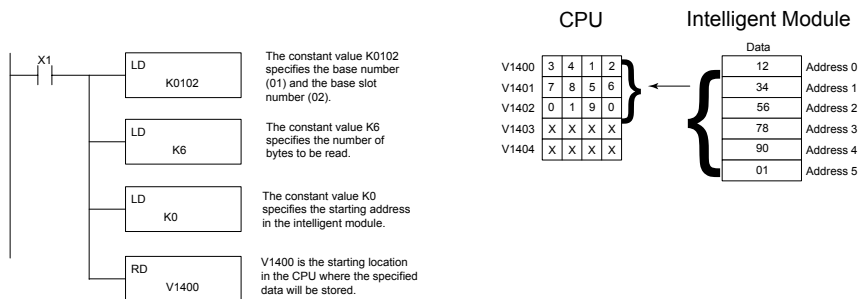 X1
LD
K0102
The constant value K0102
specifies the base number
(01) and the base slot
number (02).
LD
K6
The constant value K6
specifies the number of
bytes to be read.
LD
K0
The constant value K0
specifies the starting address
in the intelligent module.
RD
V1400
V1400 is the starting location
in the CPU where the specified
data will be stored.
CPU
V1400 3 4 1 2
V1401 7 8 5 6
V1402 0 1 9 0
V1403 X X X X
V1404 X X X X
Intelligent Module
Data
12 Address 0
34 Address 1
56 Address 2
78 Address 3
90 Address 4
01 Address 5